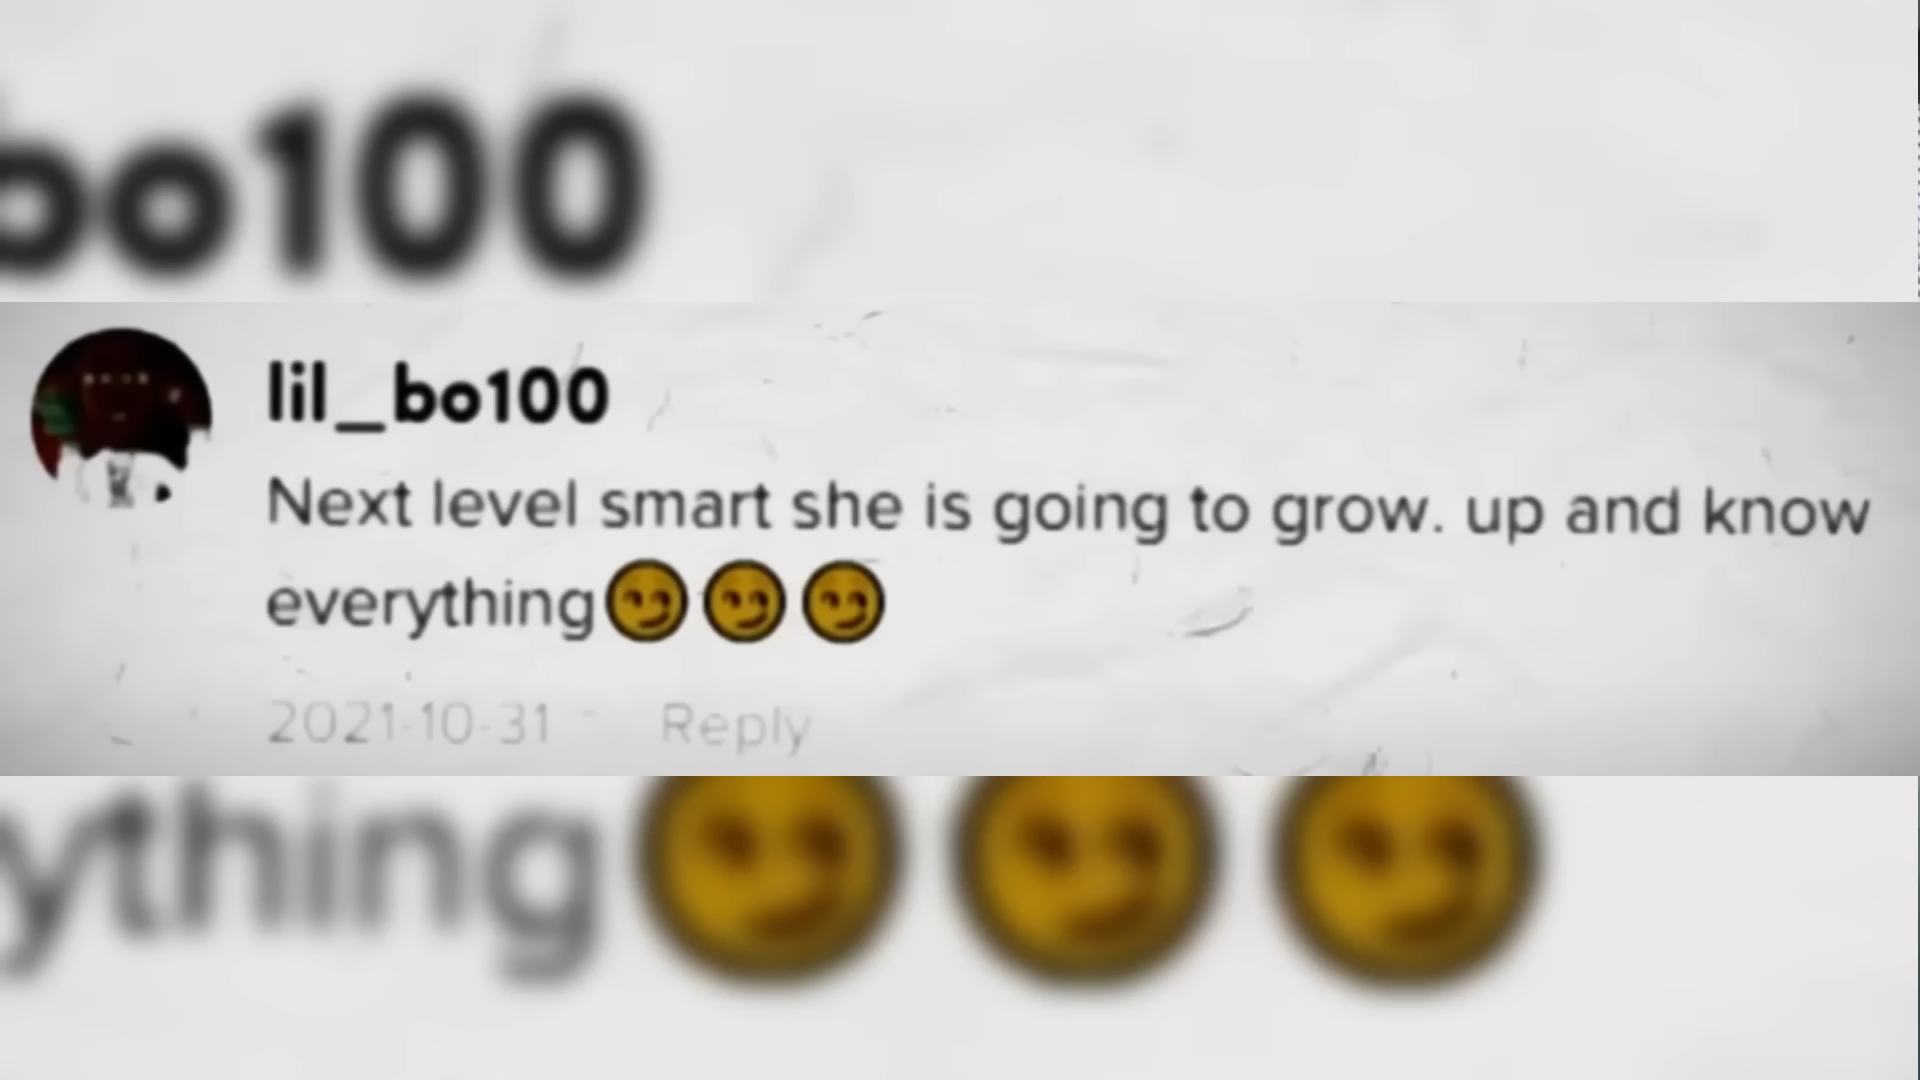 bo100
lil_bo100
Next level smart she is going to grow. up and know
everything😏😏😏
2021-10-31 Reply
ything😏😏😏